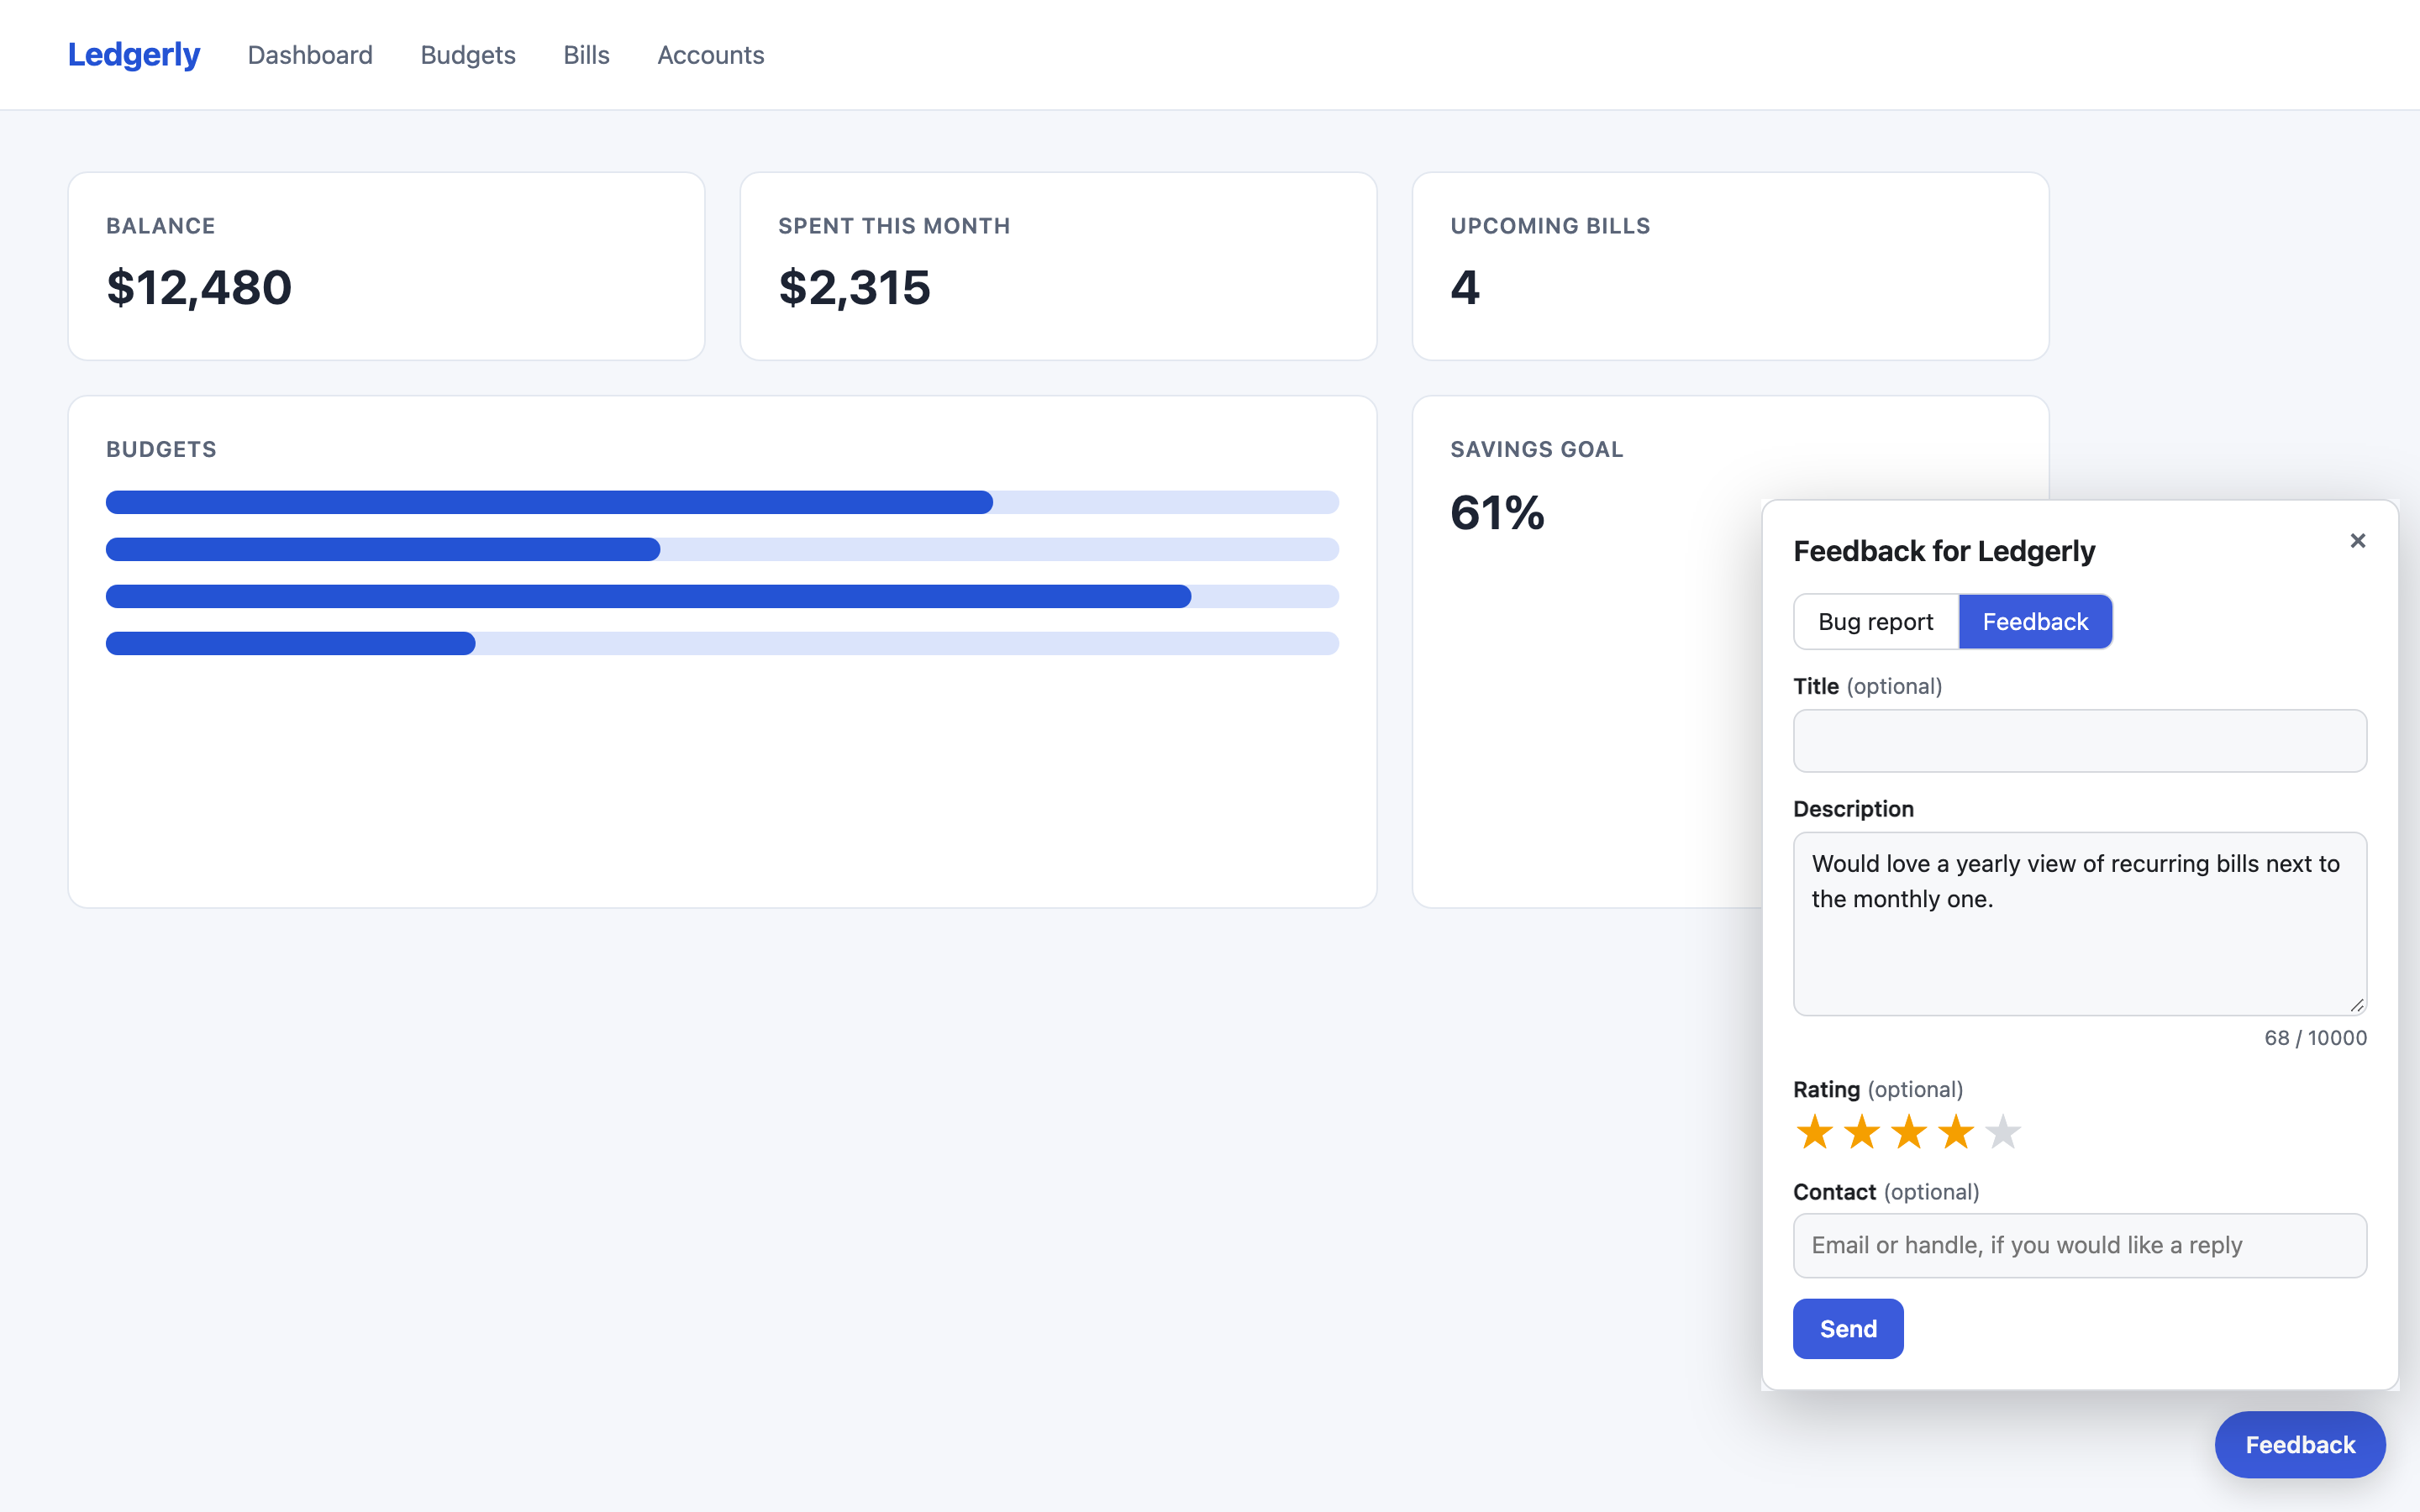 Ledgerly Dashboard Budgets Bills Accounts
BALANCE
$12,480
SPENT THIS MONTH
$2,315
UPCOMING BILLS
4
BUDGETS
SAVINGS GOAL
61%
Feedback for Ledgerly
×
Bug report Feedback
Title (optional)
Description
Would love a yearly view of recurring bills next to
the monthly one.
68 / 10000
Rating (optional)
Contact (optional)
Email or handle, if you would like a reply
Send
Feedback